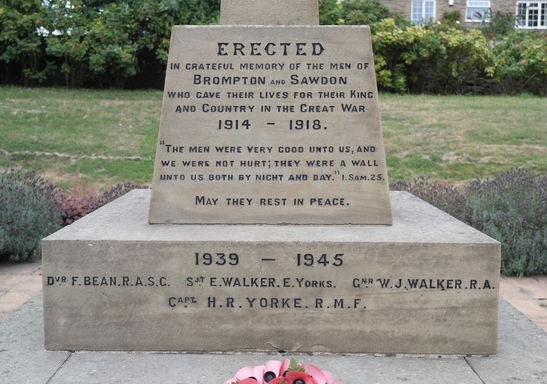 ERECTED
IN GRATEFUL MEMORY OF THE MEN OF
BROMPTON AND SAWDON
WHO GAVE THEIR LIVES FOR THEIR KING
AND COUNTRY IN THE GREAT WAR
1914 – 1918.
"THE MEN WERE VERY GOOD UNTO US, AND
WE WERE NOT HURT; THEY WERE A WALL
UNTO US BOTH BY NIGHT AND DAY." 1.SAM.25.
MAY THEY REST IN PEACE.
1939 – 1945
DVR F. BEAN. R.A.S.C. SJT E. WALKER. E. YORKS. GNR W. J. WALKER. R.A.
CAPT. H. R. YORKE. R.M.F.